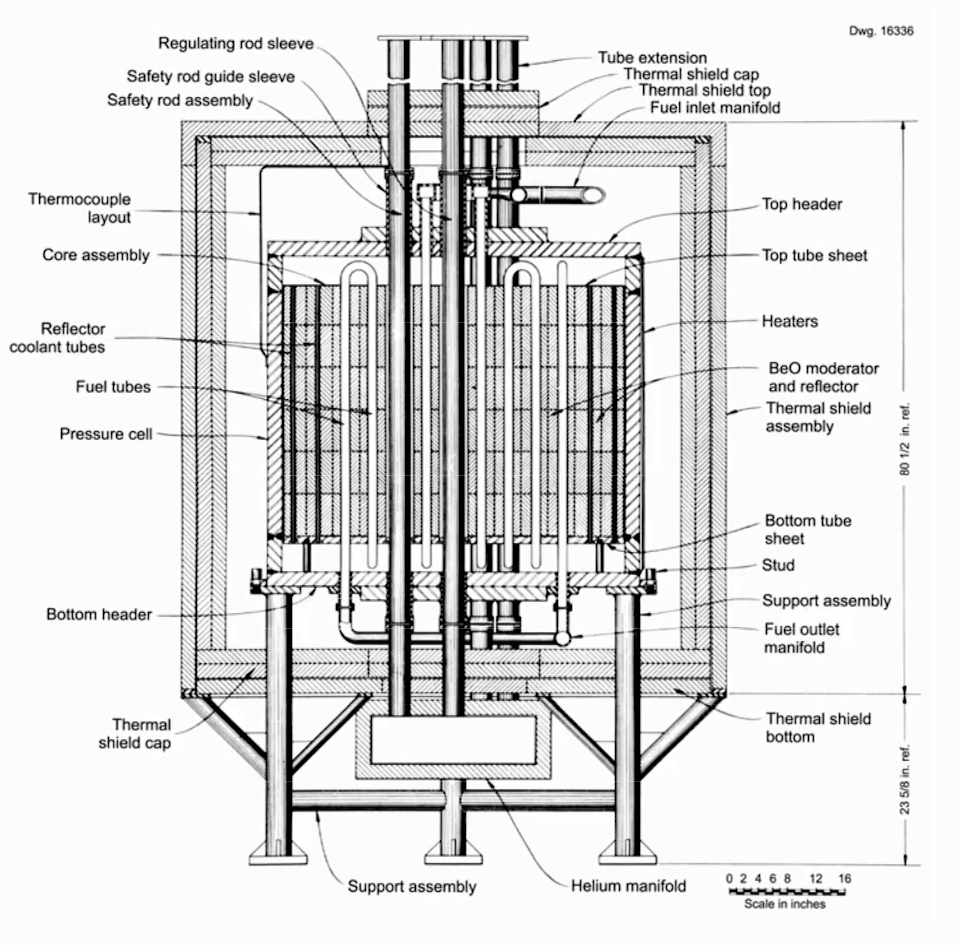 Dwg. 16336
Regulating rod sleeve
Safety rod guide sleeve
Safety rod assembly
Tube extension
Thermal shield cap
Thermal shield top
Fuel inlet manifold
Thermocouple
layout
Core assembly
Reflector
coolant tubes
Fuel tubes
Pressure cell
Bottom header
Thermal
shield cap
Top header
Top tube sheet
Heaters
BeO moderator
and reflector
Thermal shield
assembly
Bottom tube
sheet
Stud
Support assembly
Fuel outlet
manifold
Thermal shield
bottom
80 1/2 in. ref.
23 5/8 in. ref.
Support assembly
Helium manifold
0 2 4 6 8 12 16
Scale in inches